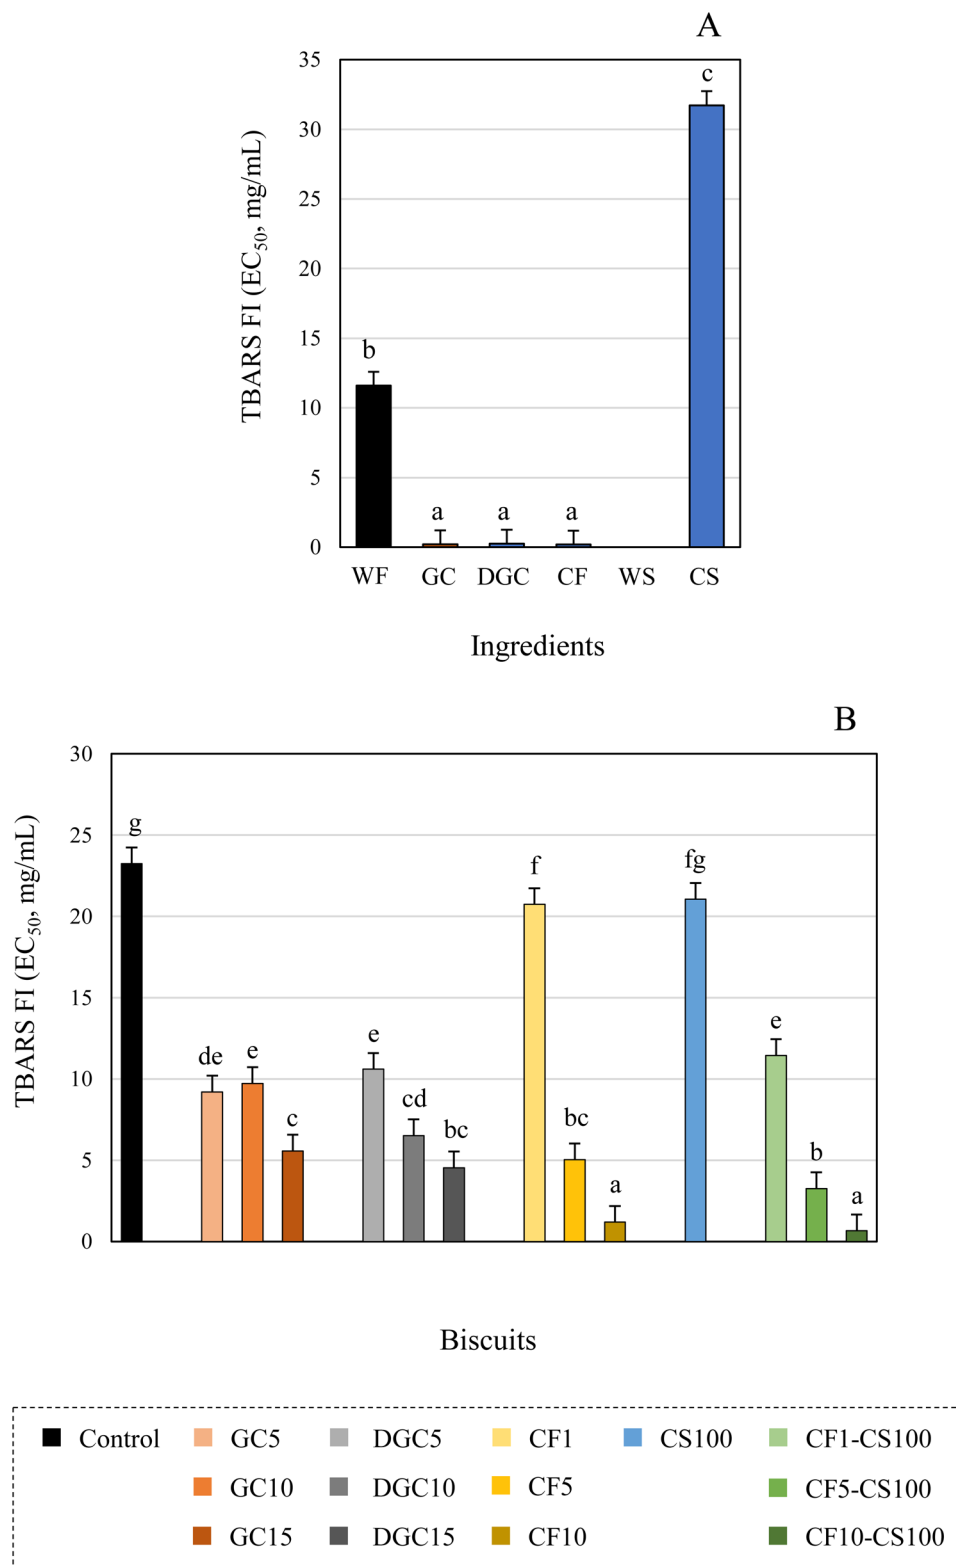 A
TBARS FI (EC50, mg/mL)
35
30
25
20
15
10
5
0
b
a
a
a
c
WF GC DGC CF WS CS
Ingredients
B
TBARS FI (EC50, mg/mL)
30
25
20
15
10
5
0
g
de
e
c
e
cd
bc
f
bc
a
fg
e
b
a
Biscuits
Control GC5 DGC5 CF1 CS100 CF1-CS100
GC10 DGC10 CF5 CF5-CS100
GC15 DGC15 CF10 CF10-CS100